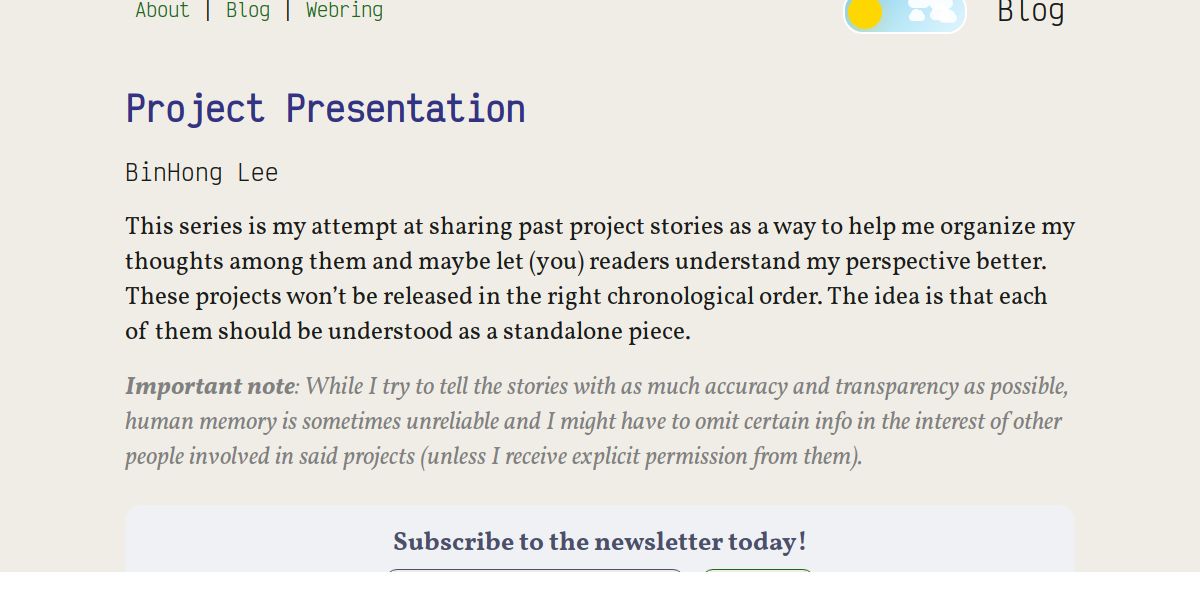 About | Blog | Webring
Blog
Project Presentation
BinHong Lee
This series is my attempt at sharing past project stories as a way to help me organize my
thoughts among them and maybe let (you) readers understand my perspective better.
These projects won’t be released in the right chronological order. The idea is that each
of them should be understood as a standalone piece.
Important note: While I try to tell the stories with as much accuracy and transparency as possible,
human memory is sometimes unreliable and I might have to omit certain info in the interest of other
people involved in said projects (unless I receive explicit permission from them).
Subscribe to the newsletter today!